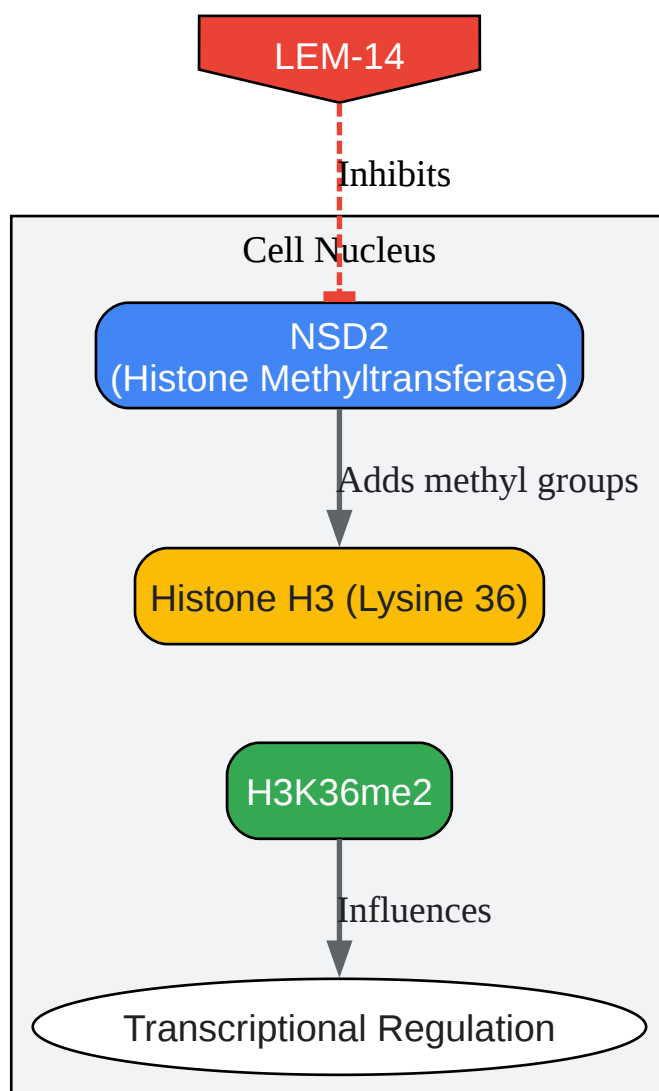 LEM-14
Inhibits
Cell Nucleus
NSD2
(Histone Methyltransferase)
Adds methyl groups
Histone H3 (Lysine 36)
H3K36me2
Influences
Transcriptional Regulation